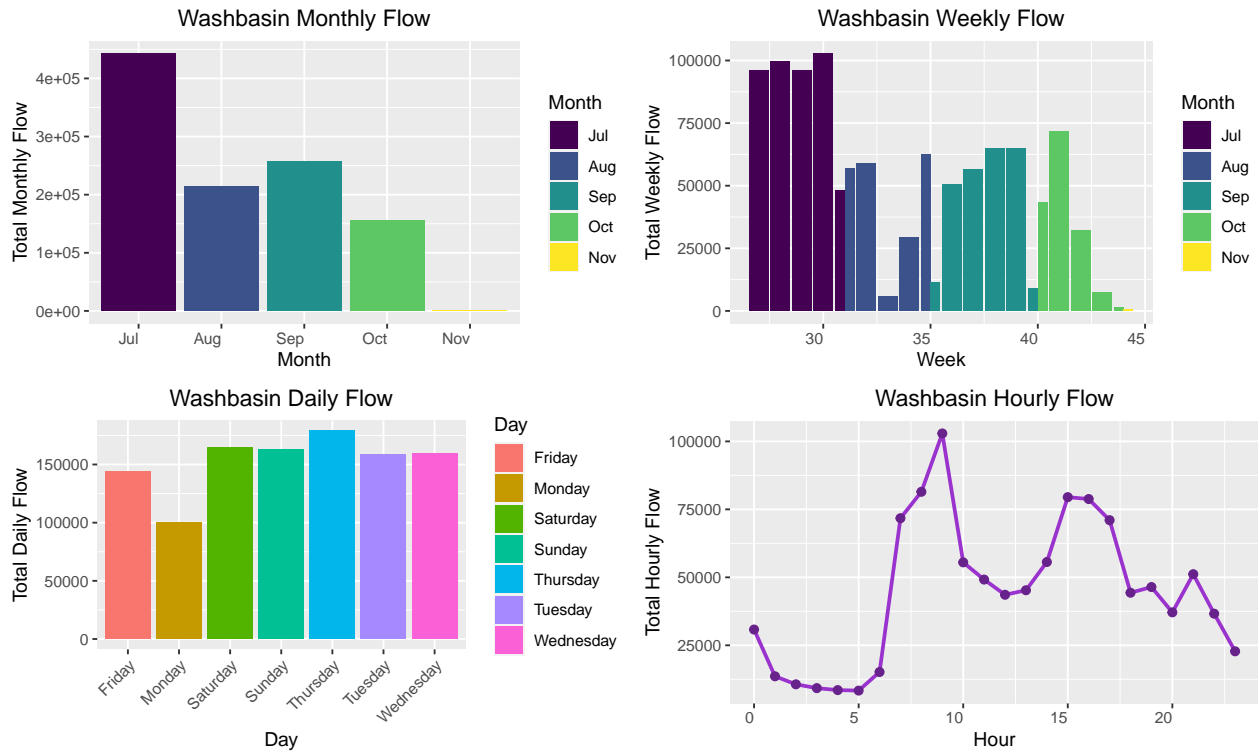 Washbasin Monthly Flow
Total Monthly Flow
4e+05
3e+05
2e+05
1e+05
0e+00
Jul Aug Sep Oct Nov
Month
Month
Jul
Aug
Sep
Oct
Nov
Washbasin Weekly Flow
Total Weekly Flow
100000
75000
50000
25000
0
30 35 40 45
Week
Month
Jul
Aug
Sep
Oct
Nov
Washbasin Daily Flow
Total Daily Flow
150000
100000
50000
0
Friday Monday Saturday Sunday Thursday Tuesday Wednesday
Day
Day
Friday
Monday
Saturday
Sunday
Thursday
Tuesday
Wednesday
Washbasin Hourly Flow
Total Hourly Flow
100000
75000
50000
25000
0 5 10 15 20
Hour